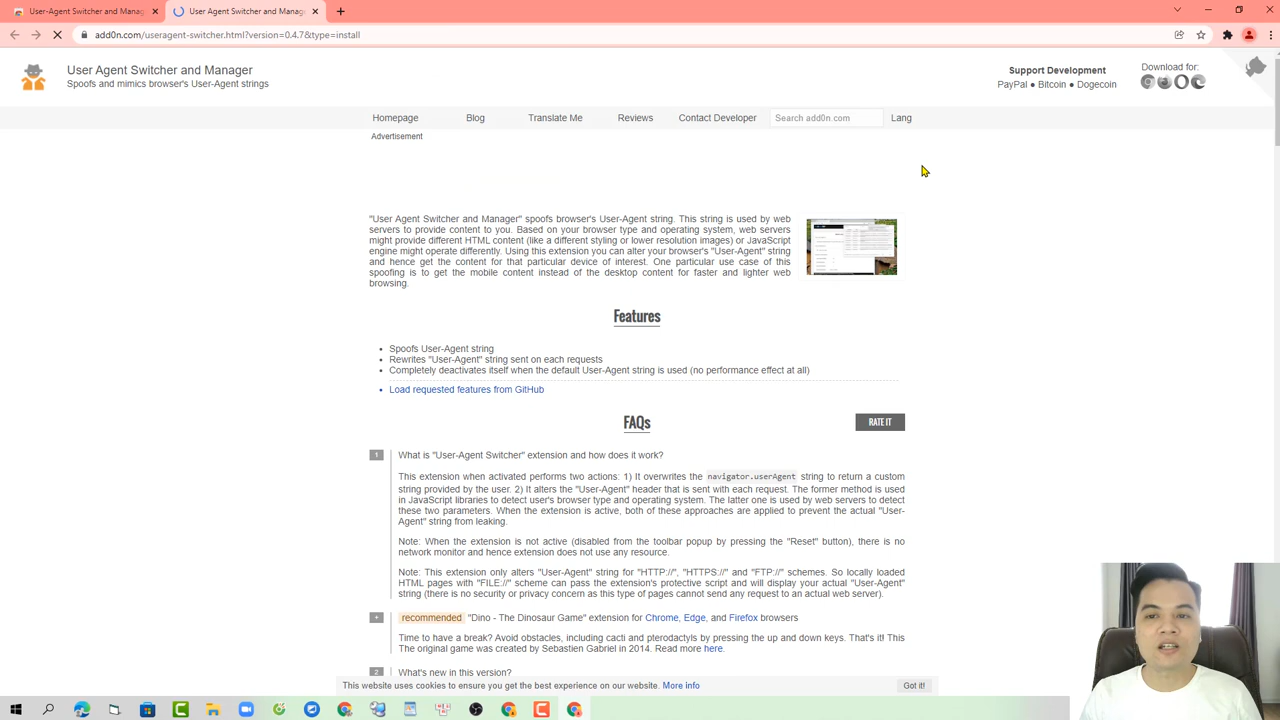 User-Agent Switcher and Manag
User Agent Switcher and Manag
add0n.com/useragent-switcher.html?version=0.4.7&type=install
User Agent Switcher and Manager
Spoofs and mimics browser's User-Agent strings
Support Development
PayPal ● Bitcoin ● Dogecoin
Download for:
Homepage
Blog
Translate Me
Reviews
Contact Developer
Search add0n.com
Lang
Advertisement
"User Agent Switcher and Manager" spoofs browser's User-Agent string. This string is used by web
servers to provide content to you. Based on your browser type and operating system, web servers
might provide different HTML content (like a different styling or lower resolution images) or JavaScript
engine might operate differently. Using this extension you can alter your browser's "User-Agent" string
and hence get the content for that particular device of interest. One particular use case of this
spoofing is to get the mobile content instead of the desktop content for faster and lighter web
browsing.
Features
Spoofs User-Agent string
Rewrites "User-Agent" string sent on each requests
Completely deactivates itself when the default User-Agent string is used (no performance effect at all)
Load requested features from GitHub
FAQs
RATE IT
1
What is "User-Agent Switcher" extension and how does it work?
This extension when activated performs two actions: 1) It overwrites the navigator.userAgent string to return a custom
string provided by the user. 2) It alters the "User-Agent" header that is sent with each request. The former method is used
in JavaScript libraries to detect user's browser type and operating system. The latter one is used by web servers to detect
these two parameters. When the extension is active, both of these approaches are applied to prevent the actual "User-
Agent" string from leaking.
Note: When the extension is not active (disabled from the toolbar popup by pressing the "Reset" button), there is no
network monitor and hence extension does not use any resource.
Note: This extension only alters "User-Agent" string for "HTTP://", "HTTPS://" and "FTP://" schemes. So locally loaded
HTML pages with "FILE://" scheme can pass the extension's protective script and will display your actual "User-Agent"
string (there is no security or privacy concern as this type of pages cannot send any request to an actual web server).
+
recommended "Dino - The Dinosaur Game" extension for Chrome, Edge, and Firefox browsers
Time to have a break? Avoid obstacles, including cacti and pterodactyls by pressing the up and down keys. That's it! This
The original game was created by Sebastien Gabriel in 2014. Read more here.
2
What's new in this version?
This website uses cookies to ensure you get the best experience on our website. More info
Got it!